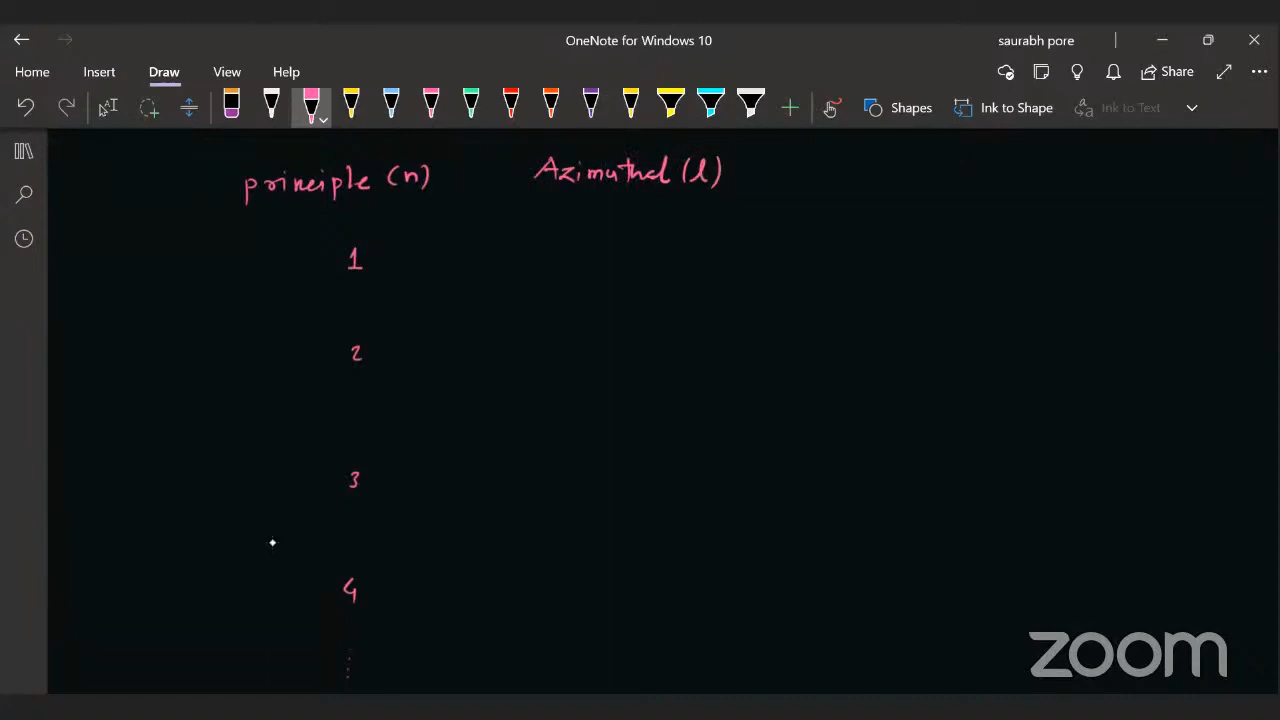 OneNote for Windows 10
saurabh pore
Home Insert Draw View Help
Share
Shapes Ink to Shape Ink to Text
principle (n) Azimuthal (l)
1
2
3
4
⋮
zoom